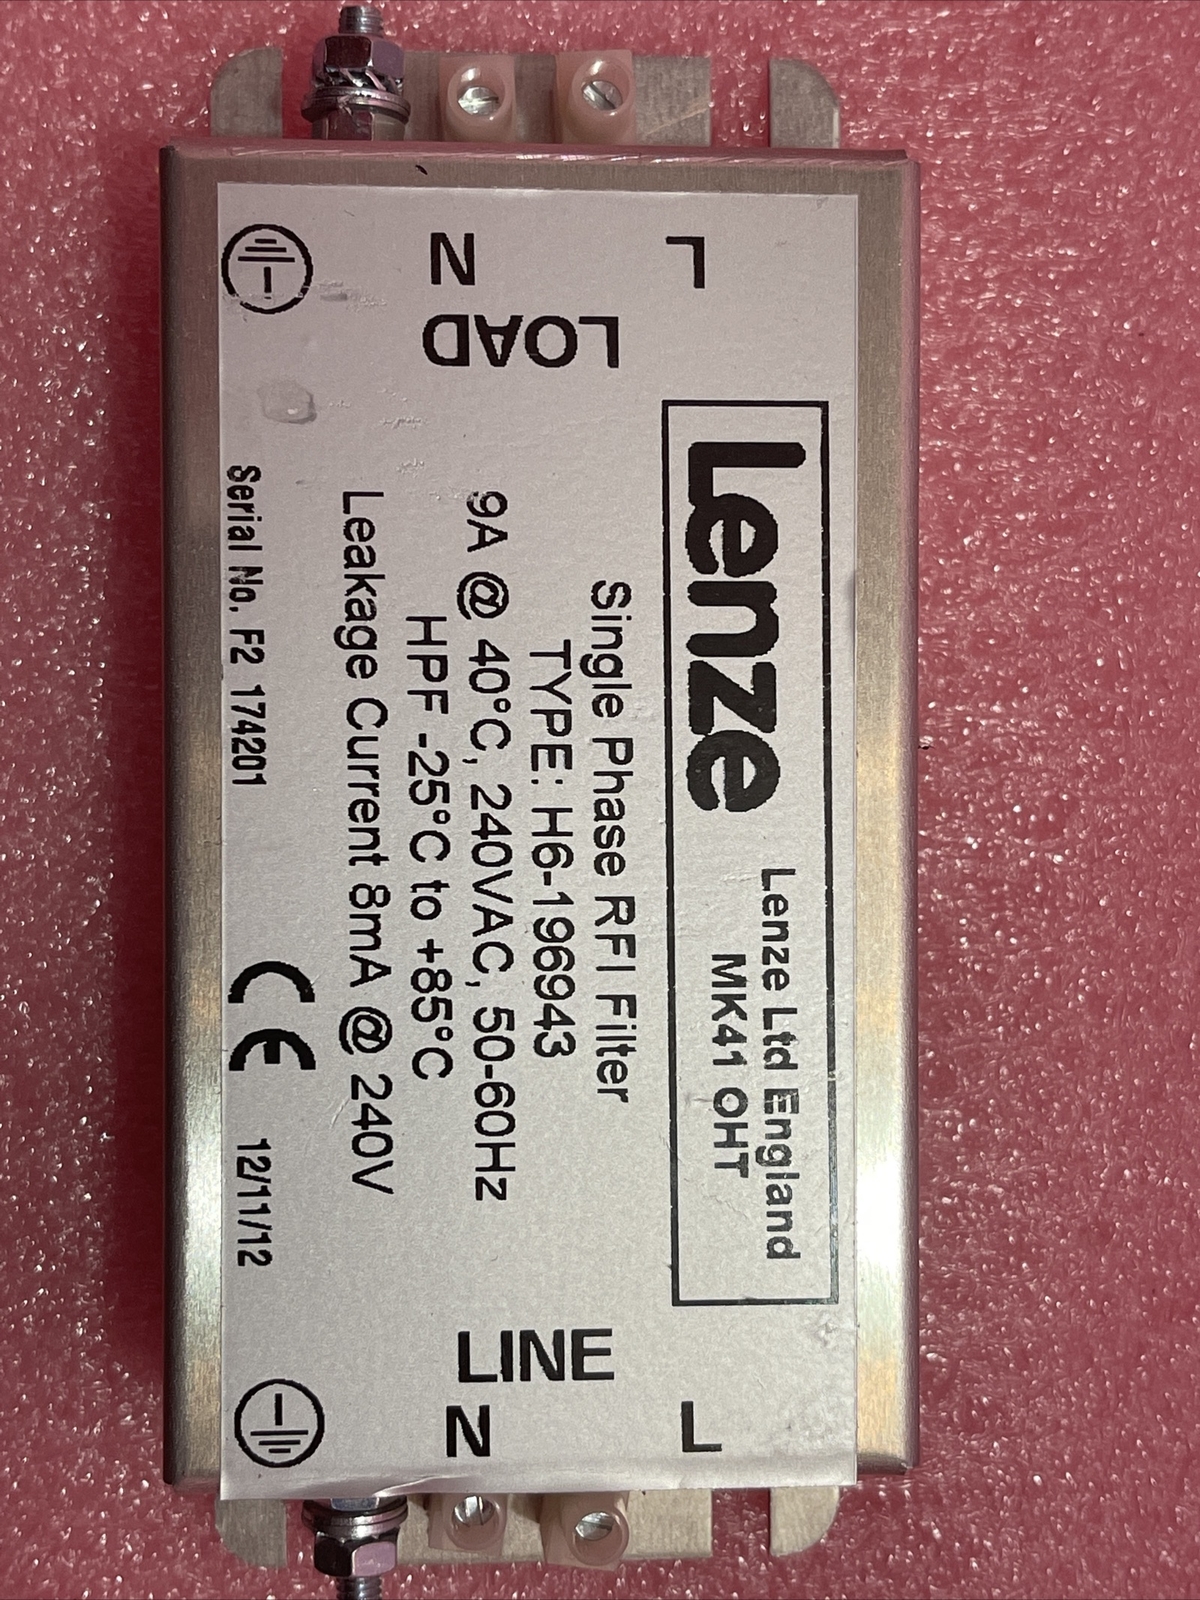 Lenze
Lenze Ltd England
MK41 OHT
Single Phase RFI Filter
TYPE: H6-196943
9A @ 40°C, 240VAC, 50-60Hz
HPF -25°C to +85°C
Leakage Current 8mA @ 240V
Serial No. F2 174201
CE
12/11/12
LOAD
L
N
LINE
L
N